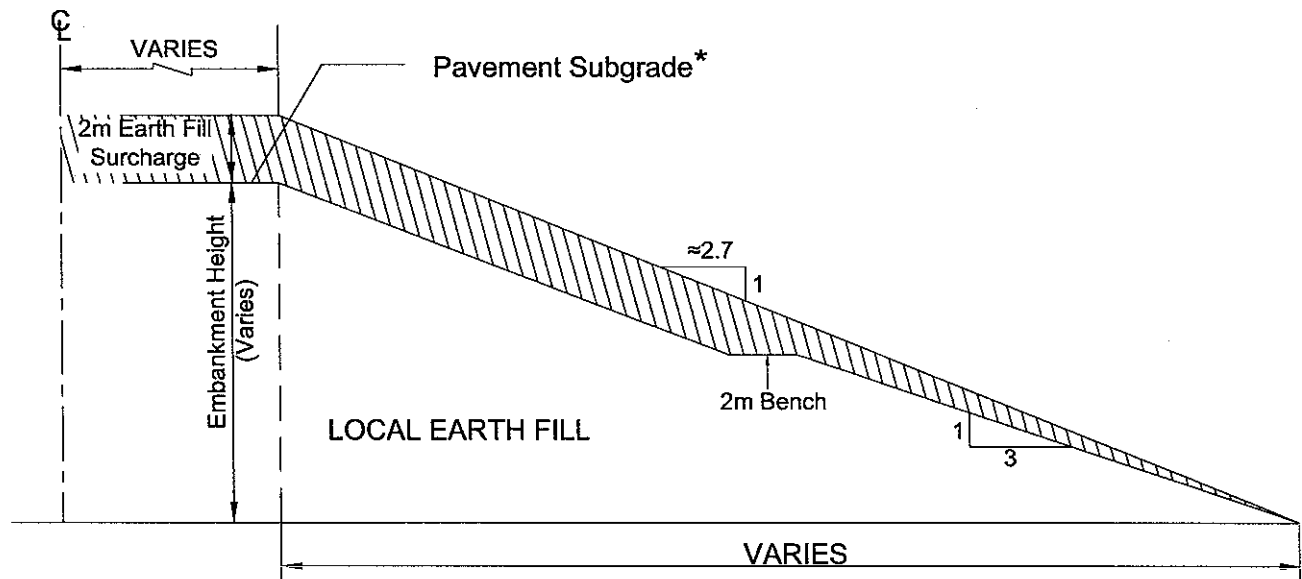 ℄
VARIES
Pavement Subgrade*
2m Earth Fill
Surcharge
≈2.7
1
Embankment Height
(Varies)
2m Bench
LOCAL EARTH FILL
1
3
VARIES